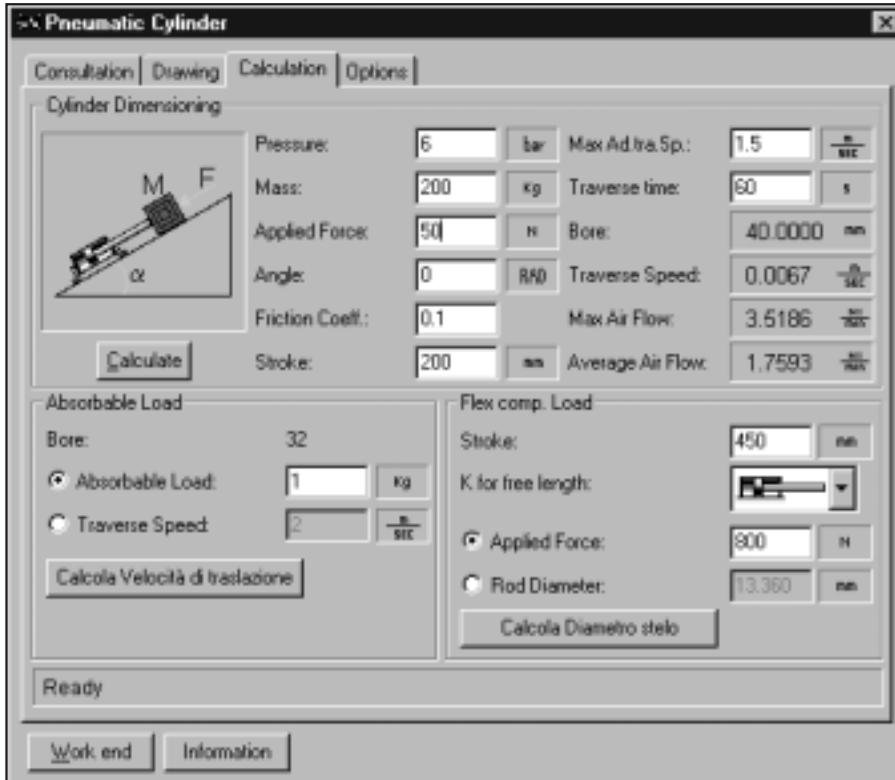 Pneumatic Cylinder
Consultation Drawing Calculation Options
Cylinder Dimensioning
M F
α
Calculate
Pressure: 6 bar
Mass: 200 Kg
Applied Force: 50 N
Angle: 0 RAD
Friction Coeff.: 0.1
Stroke: 200 mm
Max Ad.tra.Sp.: 1.5 m/SEC
Traverse time: 60 s
Bore: 40.0000 mm
Traverse Speed: 0.0067
Max Air Flow: 3.5186
Average Air Flow: 1.7593
Absorbable Load
Bore: 32
Absorbable Load: 1 Kg
Traverse Speed: 2 m/SEC
Calcola Velocità di traslazione
Flex comp. Load
Stroke: 450 mm
K for free length:
Applied Force: 800 N
Rod Diameter: 13.360 mm
Calcola Diametro stelo
Ready
Work end Information